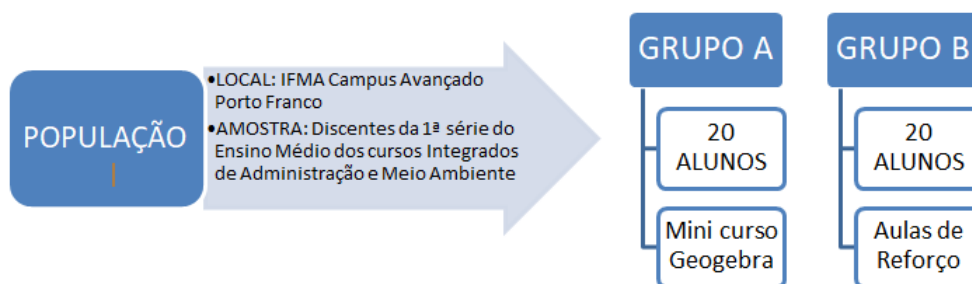 POPULAÇÃO
•LOCAL: IFMA Campus Avançado
Porto Franco
•AMOSTRA: Discentes da 1ª série do
Ensino Médio dos cursos Integrados
de Administração e Meio Ambiente
GRUPO A
20
ALUNOS
Mini curso
Geogebra
GRUPO B
20
ALUNOS
Aulas de
Reforço